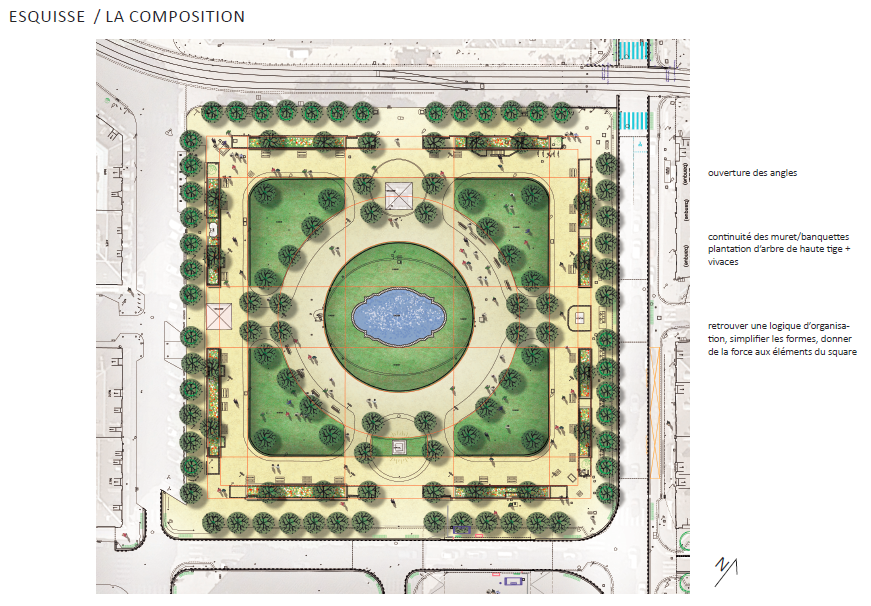 ESQUISSE / LA COMPOSITION
ouverture des angles
continuité des muret/banquettes
plantation d'arbre de haute tige +
vivaces
retrouver une logique d'organisa-
tion, simplifier les formes, donner
de la force aux éléments du square